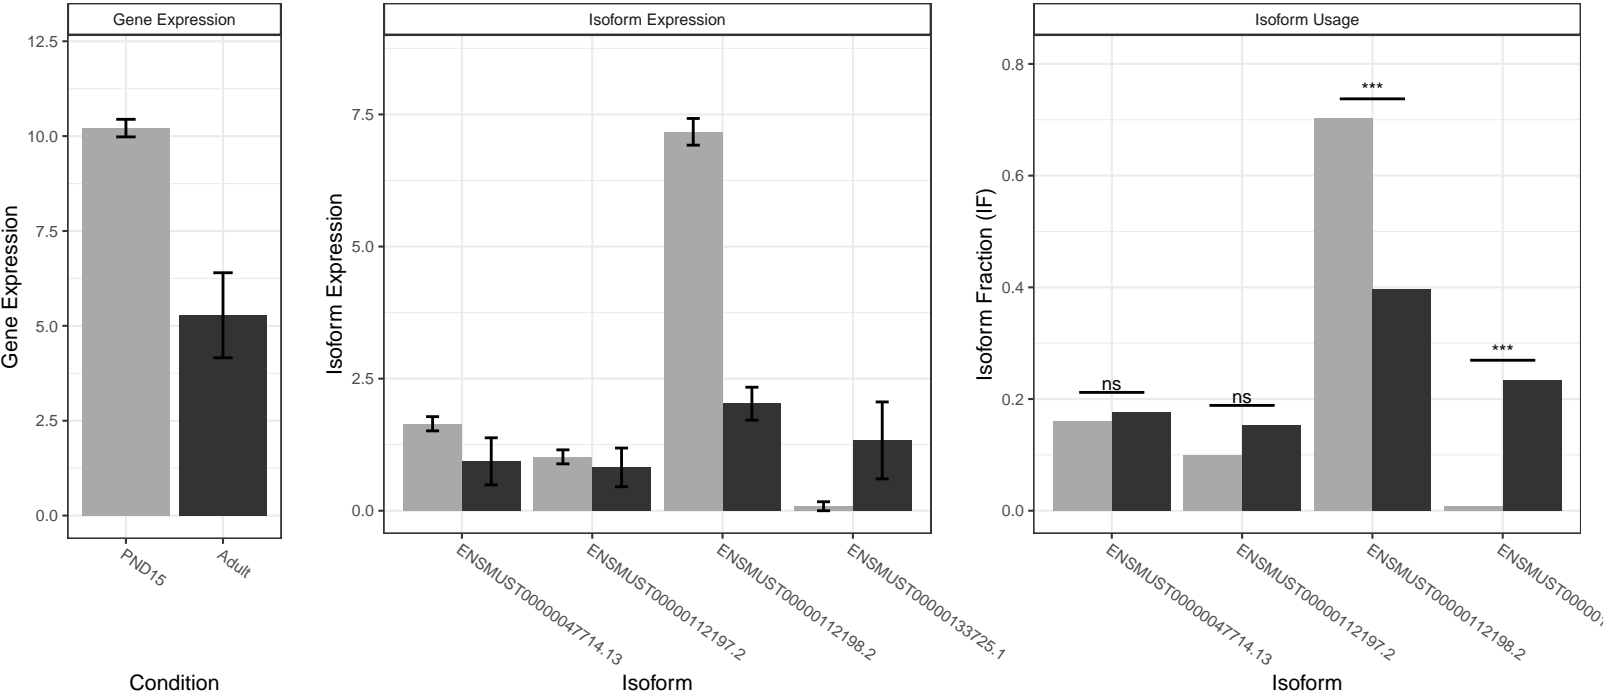 Gene Expression
Isoform Expression
Isoform Usage
Gene Expression
12.5
10.0
7.5
5.0
2.5
0.0
PND15
Adult
Condition
Isoform Expression
7.5
5.0
2.5
0.0
ENSMUST00000047714.13
ENSMUST00000112197.2
ENSMUST00000112198.2
ENSMUST00000133725.1
Isoform
Isoform Fraction (IF)
0.8
0.6
0.4
0.2
0.0
ns
ns
***
***
ENSMUST00000047714.13
ENSMUST00000112197.2
ENSMUST00000112198.2
ENSMUST000001
Isoform